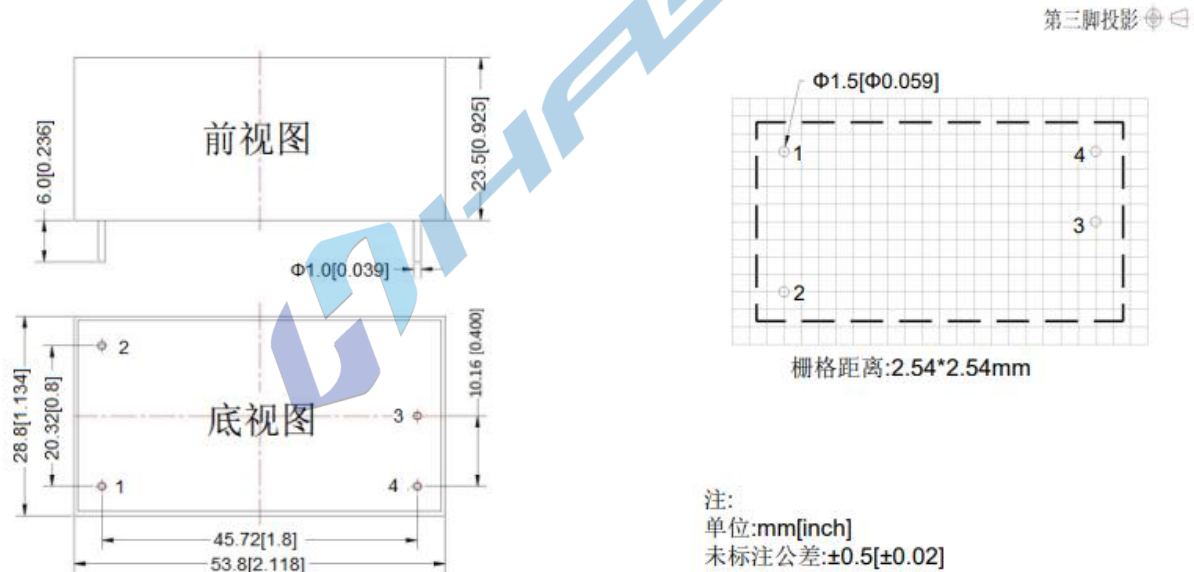 第三脚投影
前视图
6.0[0.236]
23.5[0.925]
Φ1.0[0.039]
Φ1.5[Φ0.059]
1
4
3
2
栅格距离:2.54*2.54mm
2
底视图
3
1
4
28.8[1.134]
20.32[0.8]
10.16 [0.400]
45.72[1.8]
53.8[2.118]
注:
单位:mm[inch]
未标注公差:±0.5[±0.02]